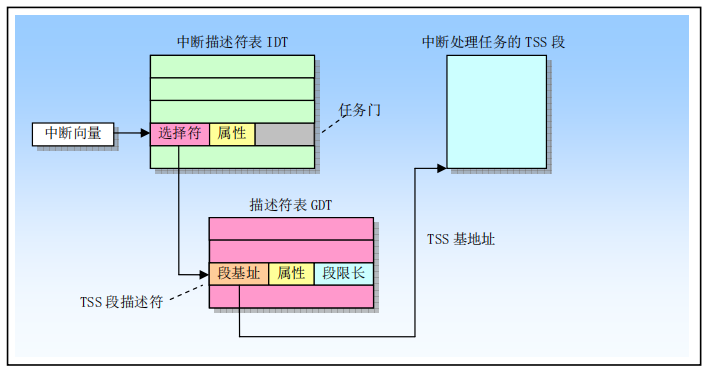 中断描述符表 IDT
中断处理任务的 TSS 段
任务门
中断向量
选择符
属性
描述符表 GDT
TSS 基地址
段基址
属性
段限长
TSS 段描述符